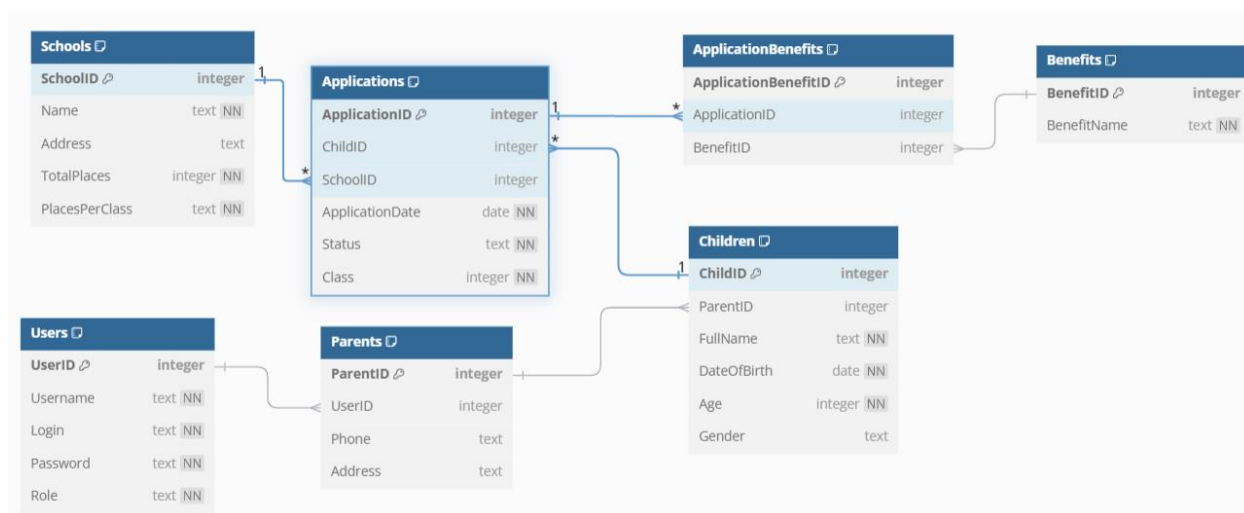 Schools
SchoolID integer
Name text NN
Address text
TotalPlaces integer NN
PlacesPerClass text NN
1
*
Applications
ApplicationID integer
ChildID integer
SchoolID integer
ApplicationDate date NN
Status text NN
Class integer NN
1
*
*
1
ApplicationBenefits
ApplicationBenefitID integer
ApplicationID integer
BenefitID integer
Benefits
BenefitID integer
BenefitName text NN
Children
ChildID integer
ParentID integer
FullName text NN
DateOfBirth date NN
Age integer NN
Gender text
Users
UserID integer
Username text NN
Login text NN
Password text NN
Role text NN
Parents
ParentID integer
UserID integer
Phone text
Address text